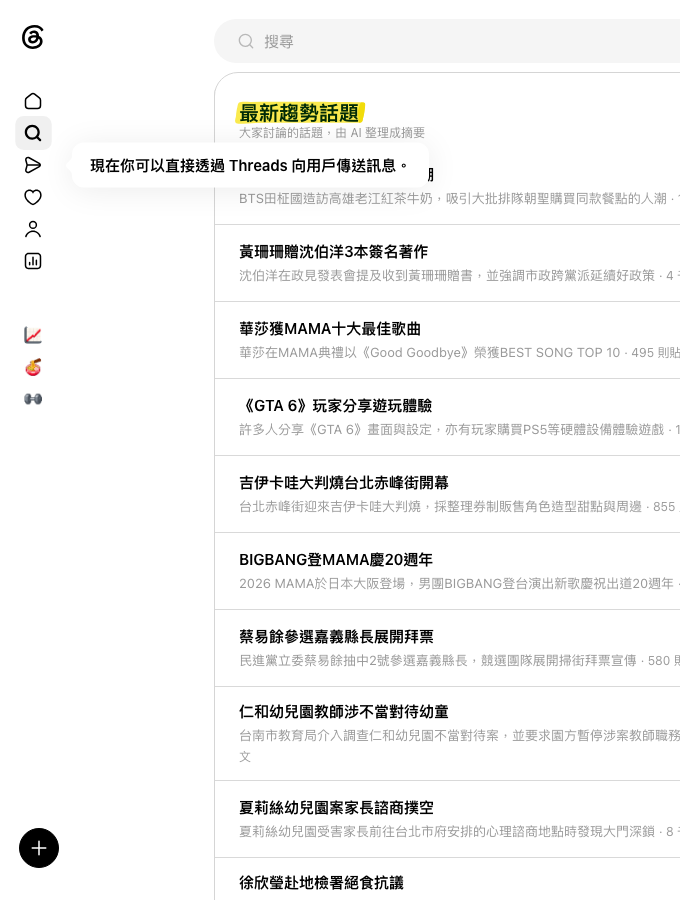 搜尋
最新趨勢話題
大家討論的話題，由 AI 整理成摘要
現在你可以直接透過 Threads 向用戶傳送訊息。
BTS田柾國造訪高雄老江紅茶牛奶，吸引大批排隊朝聖購買同款餐點的人潮 · 1
黃珊珊贈沈伯洋3本簽名著作
沈伯洋在政見發表會提及收到黃珊珊贈書，並強調市政跨黨派延續好政策 · 4
華莎獲MAMA十大最佳歌曲
華莎在MAMA典禮以《Good Goodbye》榮獲BEST SONG TOP 10 · 495 則貼
《GTA 6》玩家分享遊玩體驗
許多人分享《GTA 6》畫面與設定，亦有玩家購買PS5等硬體設備體驗遊戲 · 1
吉伊卡哇大判燒台北赤峰街開幕
台北赤峰街迎來吉伊卡哇大判燒，採整理券制販售角色造型甜點與周邊 · 855
BIGBANG登MAMA慶20週年
2026 MAMA於日本大阪登場，男團BIGBANG登台演出新歌慶祝出道20週年 ·
蔡易餘參選嘉義縣長展開拜票
民進黨立委蔡易餘抽中2號參選嘉義縣長，競選團隊展開掃街拜票宣傳 · 580 則
仁和幼兒園教師涉不當對待幼童
台南市教育局介入調查仁和幼兒園不當對待案，並要求園方暫停涉案教師職務
文
夏莉絲幼兒園案家長諮商撲空
夏莉絲幼兒園受害家長前往台北市府安排的心理諮商地點時發現大門深鎖 · 8
徐欣瑩赴地檢署絕食抗議